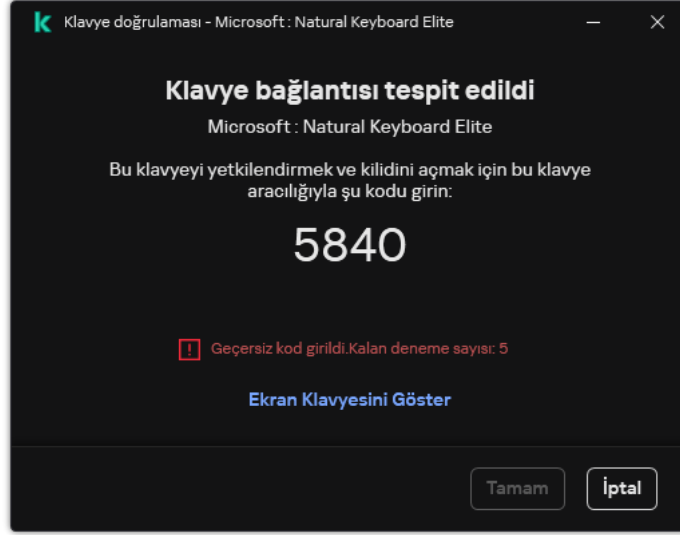 Klavye doğrulaması - Microsoft : Natural Keyboard Elite
Klavye bağlantısı tespit edildi
Microsoft : Natural Keyboard Elite
Bu klavyeyi yetkilendirmek ve kilidini açmak için bu klavye
aracılığıyla şu kodu girin:
5840
Geçersiz kod girildi.Kalan deneme sayısı: 5
Ekran Klavyesini Göster
Tamam
İptal